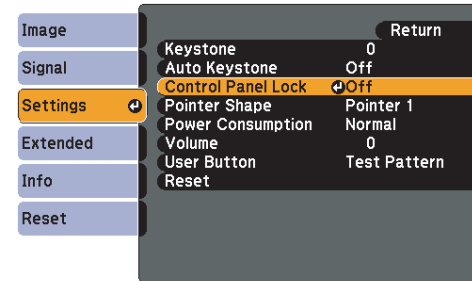 Image
Signal
Settings
Extended
Info
Reset
Return
Keystone 0
Auto Keystone Off
Control Panel Lock Off
Pointer Shape Pointer 1
Power Consumption Normal
Volume 0
User Button Test Pattern
Reset